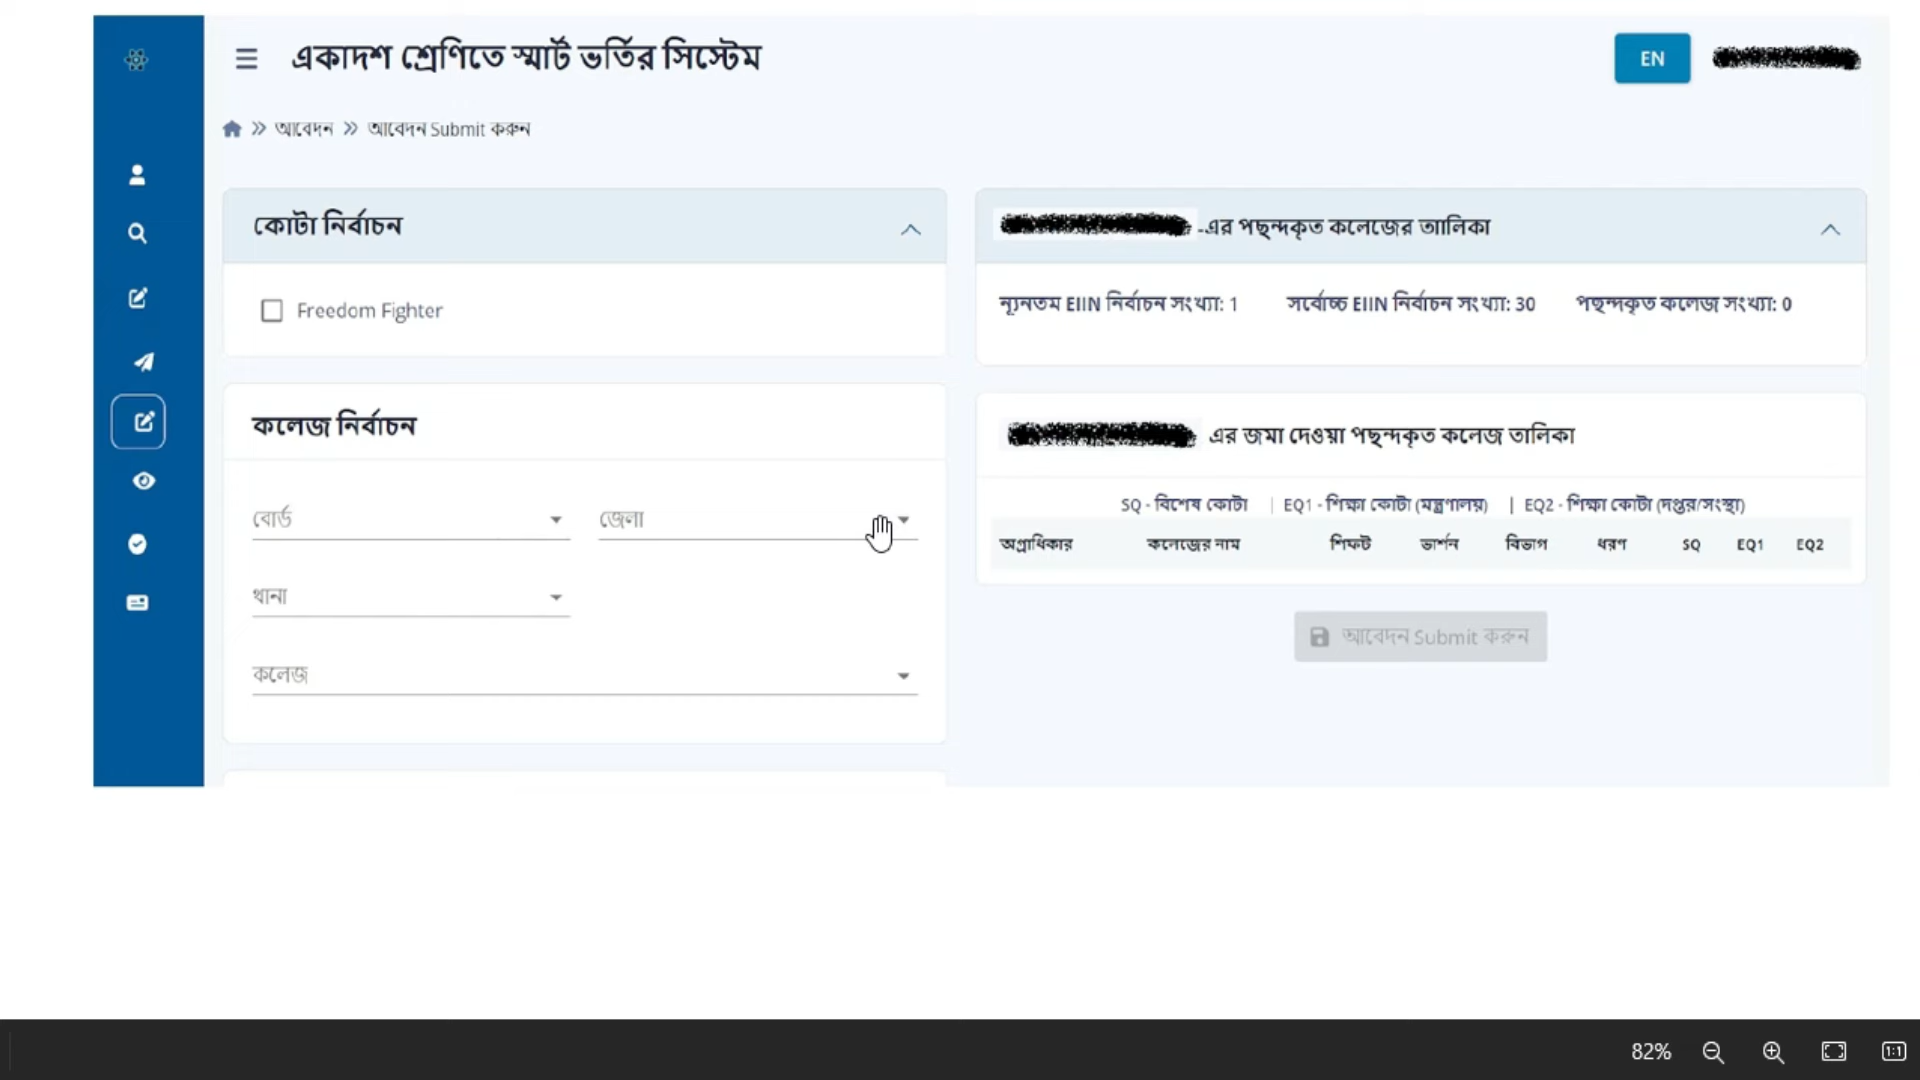 একাদশ শ্রেণিতে স্মার্ট ভর্তির সিস্টেম
EN
আবেদন
আবেদন Submit করুন
কোটা নির্বাচন
Freedom Fighter
কলেজ নির্বাচন
বোর্ড
জেলা
থানা
কলেজ
-এর পছন্দকৃত কলেজের তাালিকা
ন্যূনতম EIIN নির্বাচন সংখ্যা: 1
সর্বোচ্চ EIIN নির্বাচন সংখ্যা: 30
পছন্দকৃত কলেজ সংখ্যা: 0
এর জমা দেওয়া পছন্দকৃত কলেজ তালিকা
SQ - বিশেষ কোটা | EQ1 - শিক্ষা কোটা (মন্ত্রণালয়) | EQ2 - শিক্ষা কোটা (দপ্তর/সংস্থা)
অগ্রাধিকার কলেজের নাম শিফট ভার্শন বিভাগ ধরণ SQ EQ1 EQ2
আবেদন Submit করুন
82%
1:1